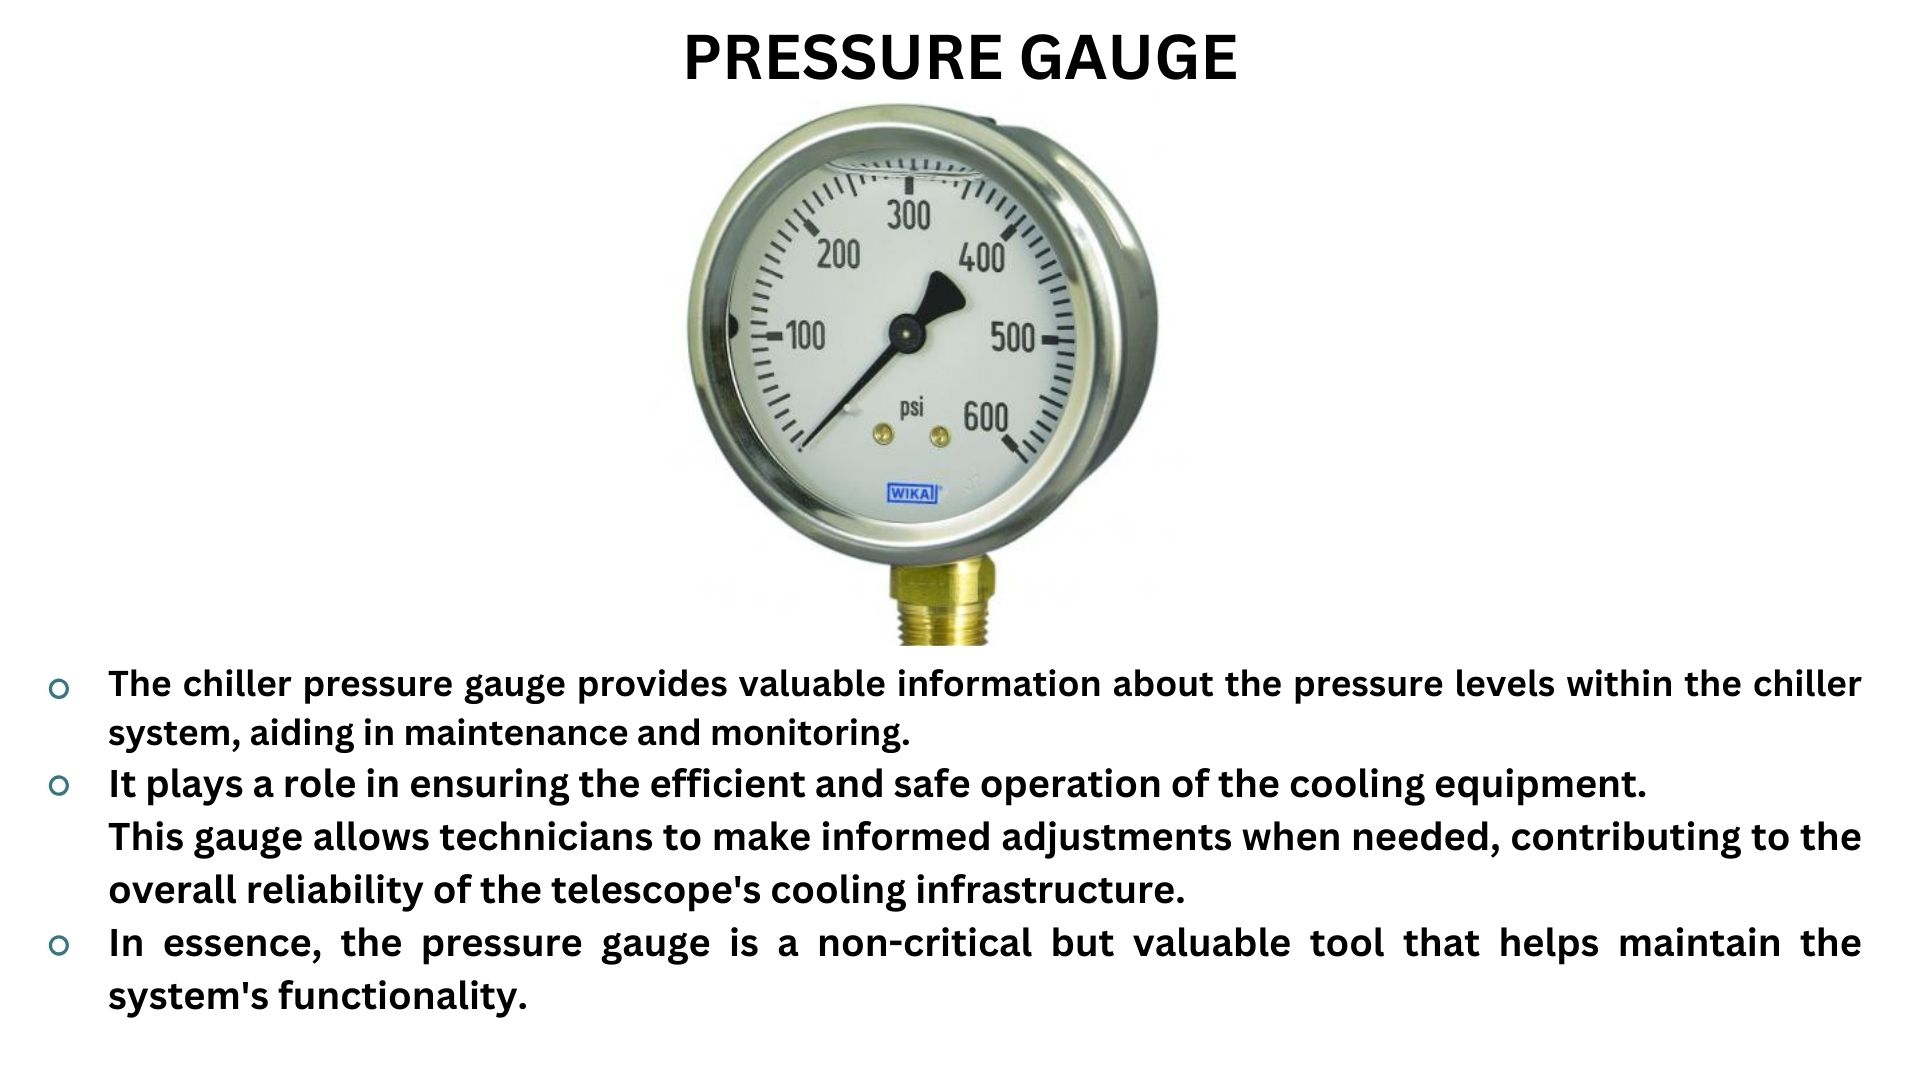 PRESSURE GAUGE
300
200
400
100
500
psi
600
WIKAI®
The chiller pressure gauge provides valuable information about the pressure levels within the chiller
system, aiding in maintenance and monitoring.
It plays a role in ensuring the efficient and safe operation of the cooling equipment.
This gauge allows technicians to make informed adjustments when needed, contributing to the
overall reliability of the telescope's cooling infrastructure.
In essence, the pressure gauge is a non-critical but valuable tool that helps maintain the
system's functionality.